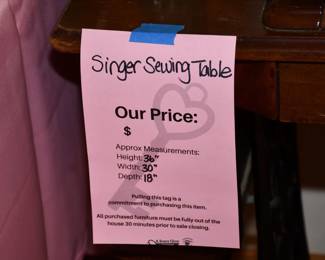 Singer Sewing Table
Our Price:
$
Approx Measurements:
Height: 36"
Width: 30"
Depth: 18"
Pulling this tag is a
commitment to purchasing this item.
All purchased furniture must be fully out of the
house 30 minutes prior to sale closing.